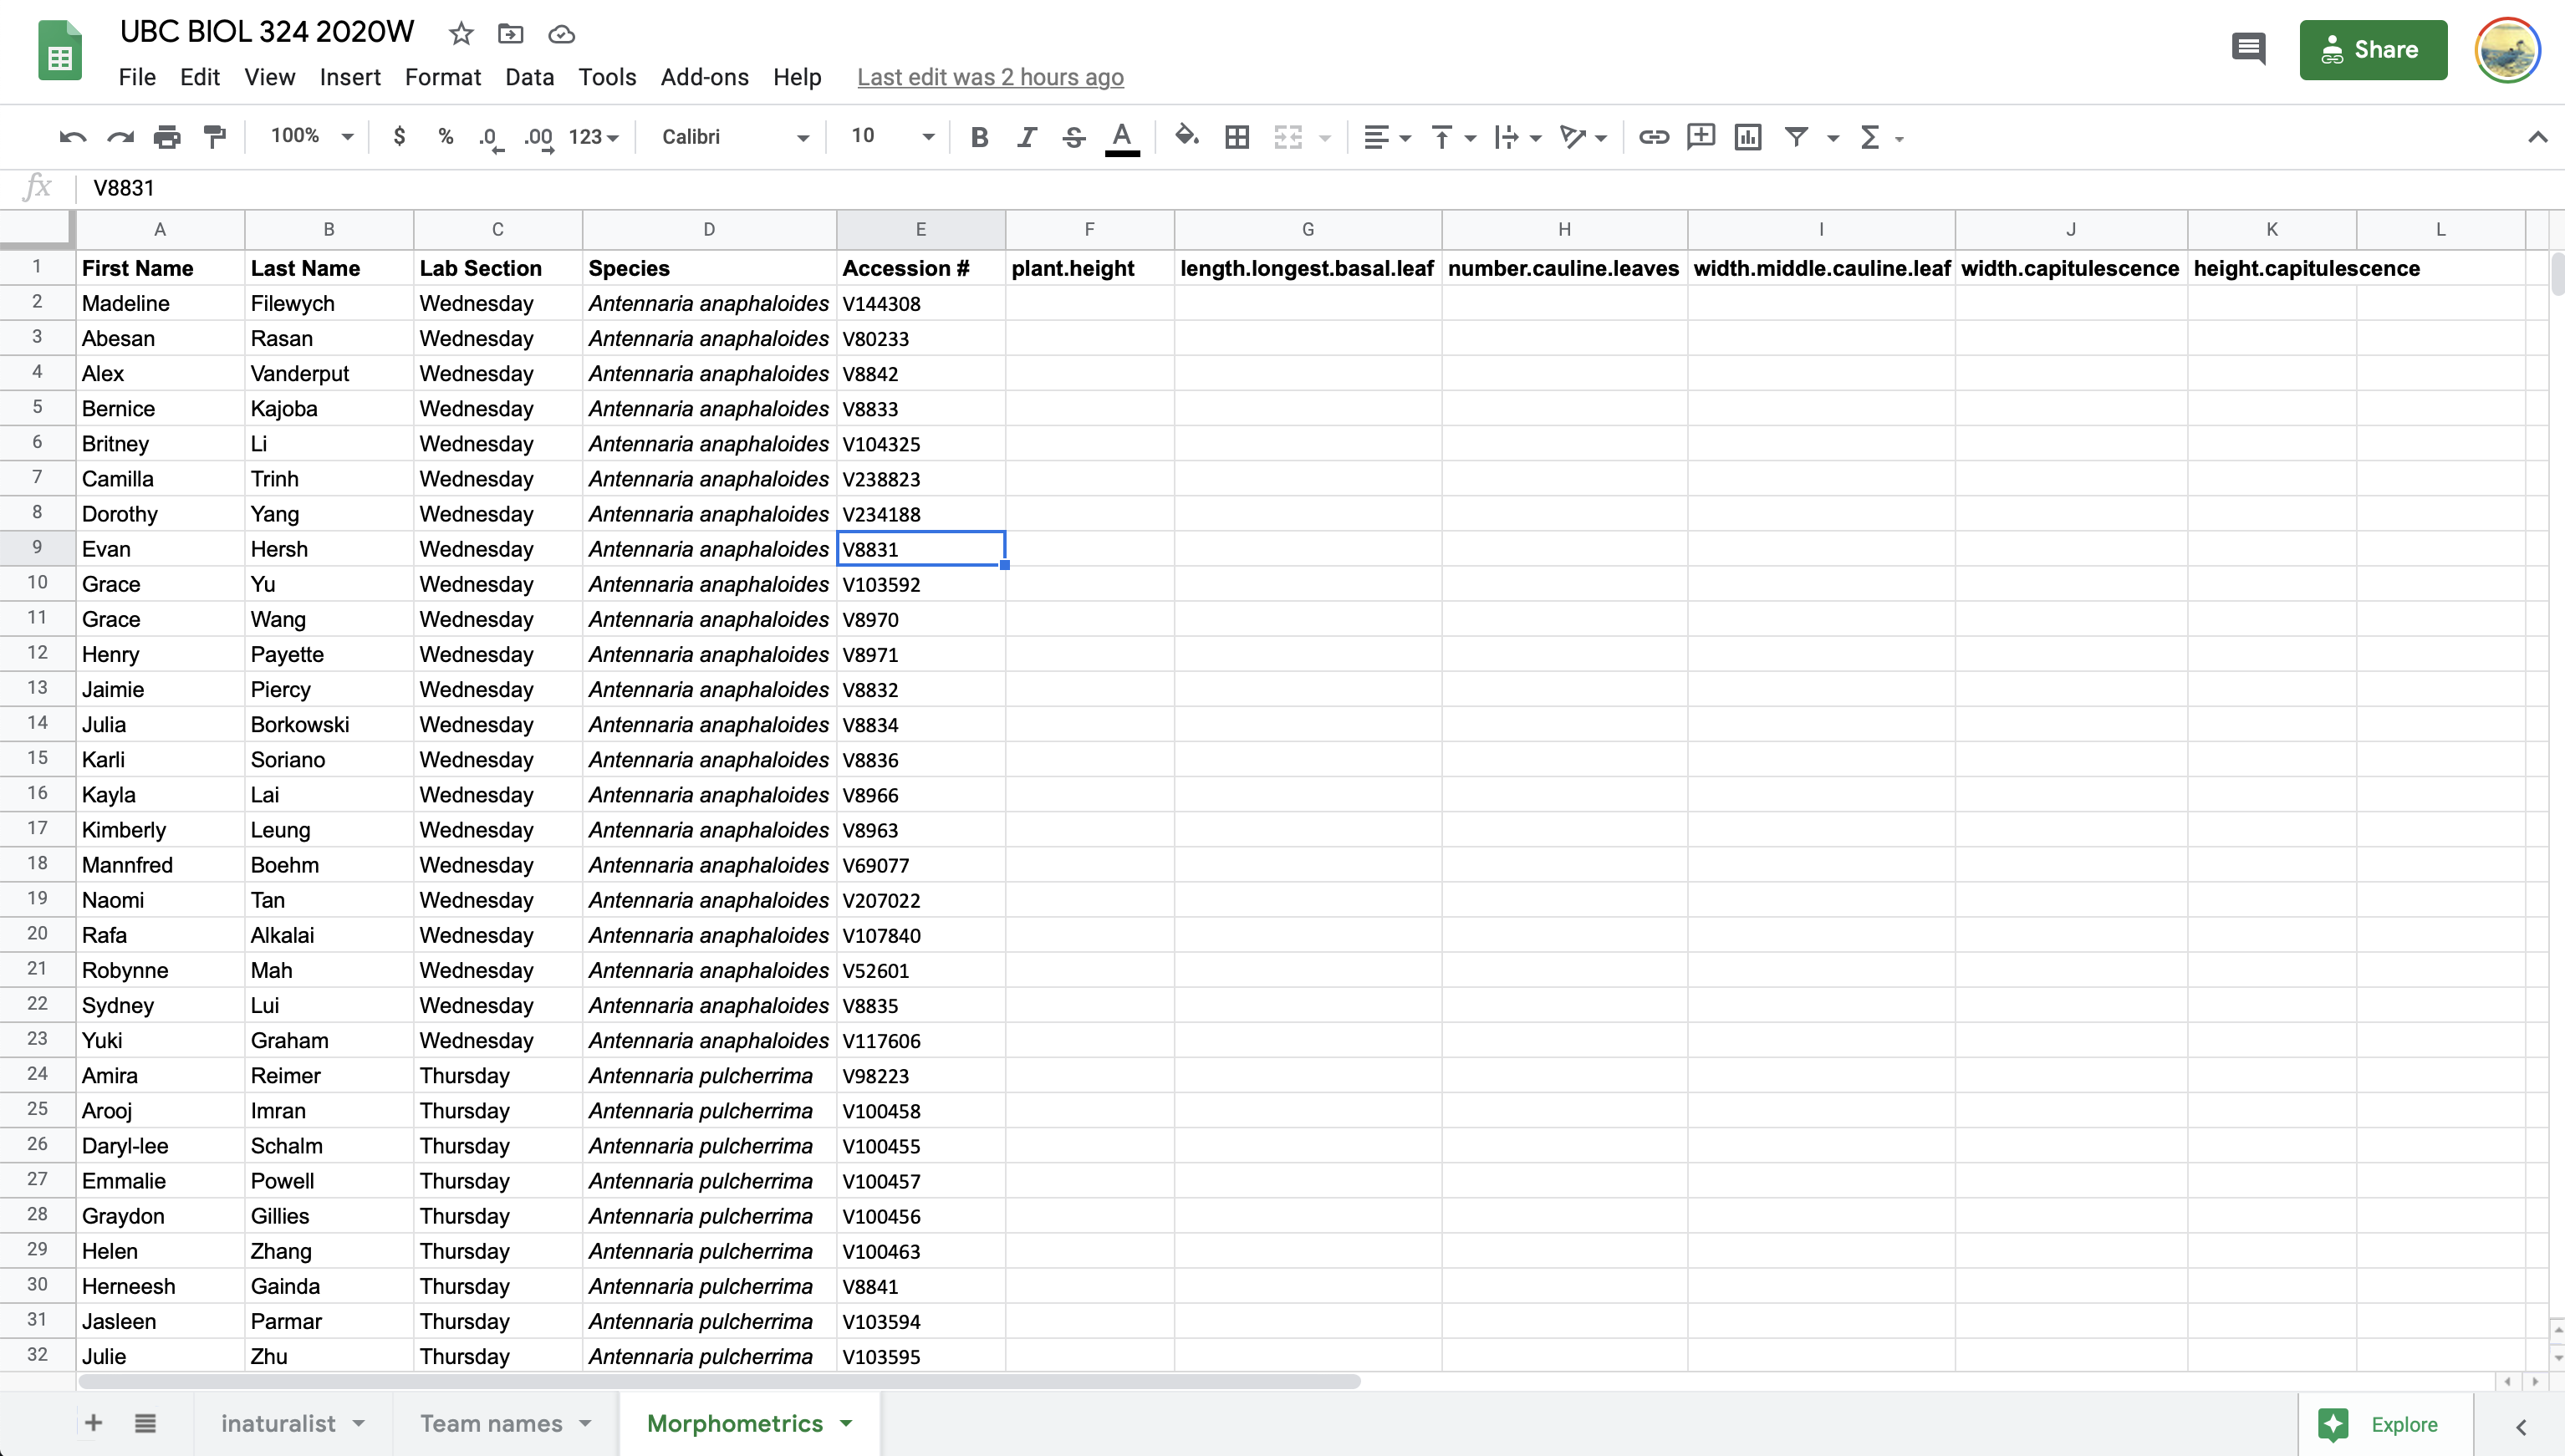 UBC BIOL 324 2020W
File Edit View Insert Format Data Tools Add-ons Help Last edit was 2 hours ago
Share
100% $ % .0 .00 123 Calibri 10 B I S A
fx V8831
A B C D E F G H I J K L
1 First Name Last Name Lab Section Species Accession # plant.height length.longest.basal.leaf number.cauline.leaves width.middle.cauline.leaf width.capitulescence height.capitulescence
2 Madeline Filewych Wednesday Antennaria anaphaloides V144308
3 Abesan Rasan Wednesday Antennaria anaphaloides V80233
4 Alex Vanderput Wednesday Antennaria anaphaloides V8842
5 Bernice Kajoba Wednesday Antennaria anaphaloides V8833
6 Britney Li Wednesday Antennaria anaphaloides V104325
7 Camilla Trinh Wednesday Antennaria anaphaloides V238823
8 Dorothy Yang Wednesday Antennaria anaphaloides V234188
9 Evan Hersh Wednesday Antennaria anaphaloides V8831
10 Grace Yu Wednesday Antennaria anaphaloides V103592
11 Grace Wang Wednesday Antennaria anaphaloides V8970
12 Henry Payette Wednesday Antennaria anaphaloides V8971
13 Jaimie Piercy Wednesday Antennaria anaphaloides V8832
14 Julia Borkowski Wednesday Antennaria anaphaloides V8834
15 Karli Soriano Wednesday Antennaria anaphaloides V8836
16 Kayla Lai Wednesday Antennaria anaphaloides V8966
17 Kimberly Leung Wednesday Antennaria anaphaloides V8963
18 Mannfred Boehm Wednesday Antennaria anaphaloides V69077
19 Naomi Tan Wednesday Antennaria anaphaloides V207022
20 Rafa Alkalai Wednesday Antennaria anaphaloides V107840
21 Robynne Mah Wednesday Antennaria anaphaloides V52601
22 Sydney Lui Wednesday Antennaria anaphaloides V8835
23 Yuki Graham Wednesday Antennaria anaphaloides V117606
24 Amira Reimer Thursday Antennaria pulcherrima V98223
25 Arooj Imran Thursday Antennaria pulcherrima V100458
26 Daryl-lee Schalm Thursday Antennaria pulcherrima V100455
27 Emmalie Powell Thursday Antennaria pulcherrima V100457
28 Graydon Gillies Thursday Antennaria pulcherrima V100456
29 Helen Zhang Thursday Antennaria pulcherrima V100463
30 Herneesh Gainda Thursday Antennaria pulcherrima V8841
31 Jasleen Parmar Thursday Antennaria pulcherrima V103594
32 Julie Zhu Thursday Antennaria pulcherrima V103595
inaturalist Team names Morphometrics Explore